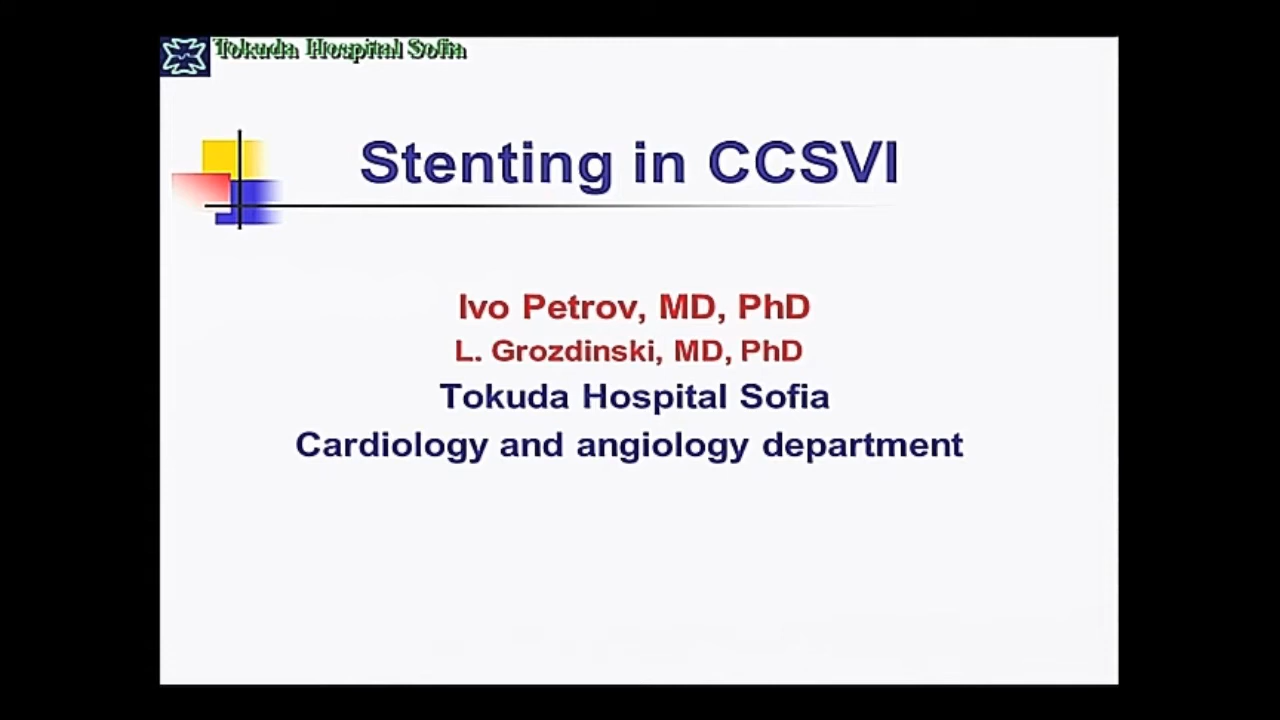 Tokuda Hospital Sofia
Stenting in CCSVI
Ivo Petrov, MD, PhD
L. Grozdinski, MD, PhD
Tokuda Hospital Sofia
Cardiology and angiology department